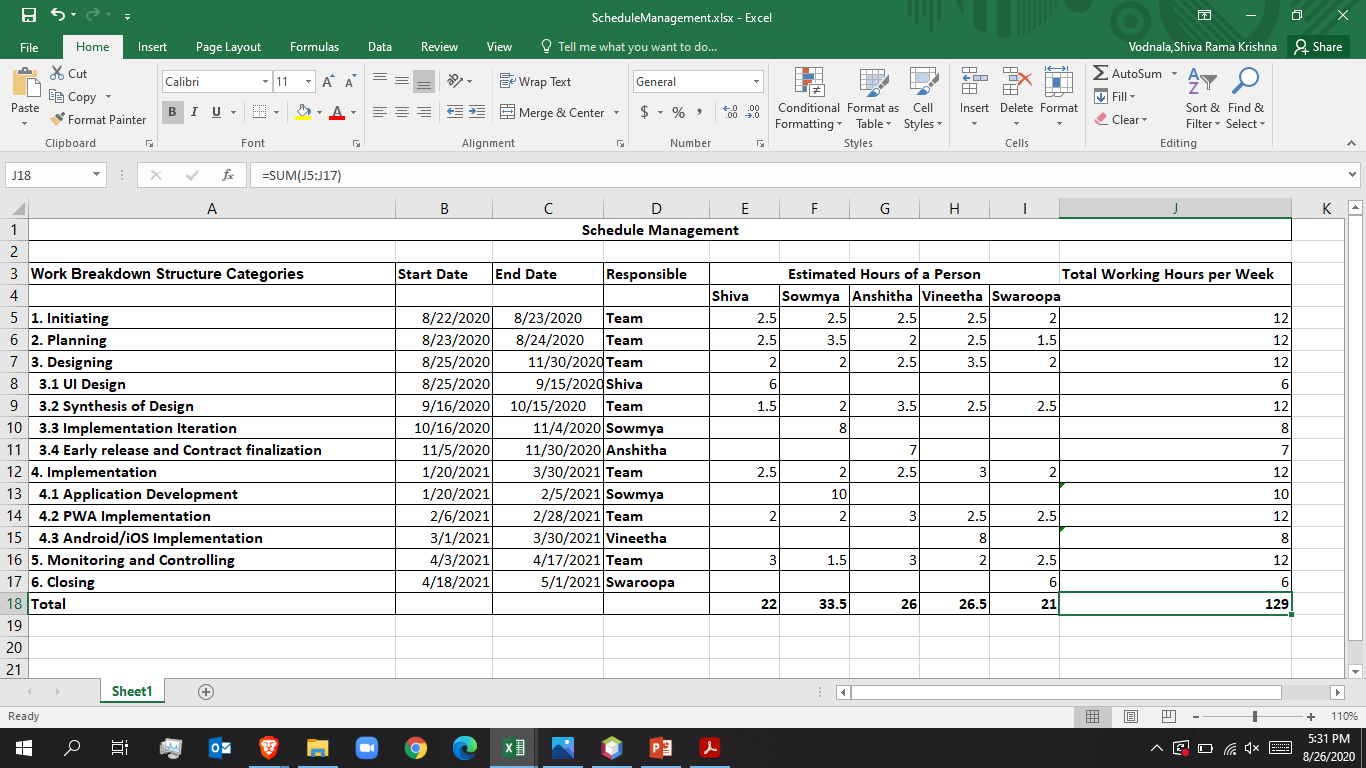 ScheduleManagement.xlsx - Excel
File Home Insert Page Layout Formulas Data Review View Tell me what you want to do... Vodnala,Shiva Rama Krishna Share
Paste Cut Copy Format Painter Clipboard
Calibri 11 B I U A A A Font
Wrap Text Merge & Center Alignment
General $ % , .00 .0 Number
Conditional Formatting Format as Table Cell Styles Styles
Insert Delete Format Cells
AutoSum Fill Clear Sort & Filter Find & Select Editing
J18 fx =SUM(J5:J17)
A B C D E F G H I J K
1 Schedule Management
2
3 Work Breakdown Structure Categories Start Date End Date Responsible Estimated Hours of a Person Total Working Hours per Week
4 Shiva Sowmya Anshitha Vineetha Swaroopa
5 1. Initiating 8/22/2020 8/23/2020 Team 2.5 2.5 2.5 2.5 2 12
6 2. Planning 8/23/2020 8/24/2020 Team 2.5 3.5 2 2.5 1.5 12
7 3. Designing 8/25/2020 11/30/2020 Team 2 2 2.5 3.5 2 12
8 3.1 UI Design 8/25/2020 9/15/2020 Shiva 6 6
9 3.2 Synthesis of Design 9/16/2020 10/15/2020 Team 1.5 2 3.5 2.5 2.5 12
10 3.3 Implementation Iteration 10/16/2020 11/4/2020 Sowmya 8 8
11 3.4 Early release and Contract finalization 11/5/2020 11/30/2020 Anshitha 7 7
12 4. Implementation 1/20/2021 3/30/2021 Team 2.5 2 2.5 3 2 12
13 4.1 Application Development 1/20/2021 2/5/2021 Sowmya 10 10
14 4.2 PWA Implementation 2/6/2021 2/28/2021 Team 2 2 3 2.5 2.5 12
15 4.3 Android/iOS Implementation 3/1/2021 3/30/2021 Vineetha 8 8
16 5. Monitoring and Controlling 4/3/2021 4/17/2021 Team 3 1.5 3 2 2.5 12
17 6. Closing 4/18/2021 5/1/2021 Swaroopa 6 6
18 Total 22 33.5 26 26.5 21 129
19
20
21
Sheet1
Ready 110%
5:31 PM
8/26/2020